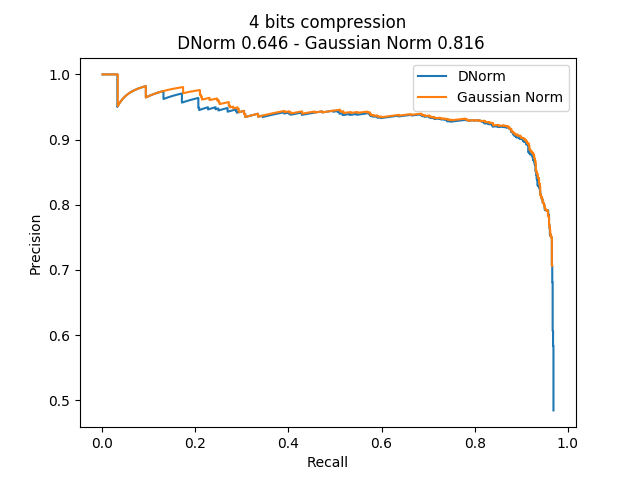 4 bits compression
DNorm 0.646 - Gaussian Norm 0.816
DNorm
Gaussian Norm
1.0
0.9
0.8
0.7
0.6
0.5
Precision
0.0 0.2 0.4 0.6 0.8 1.0
Recall